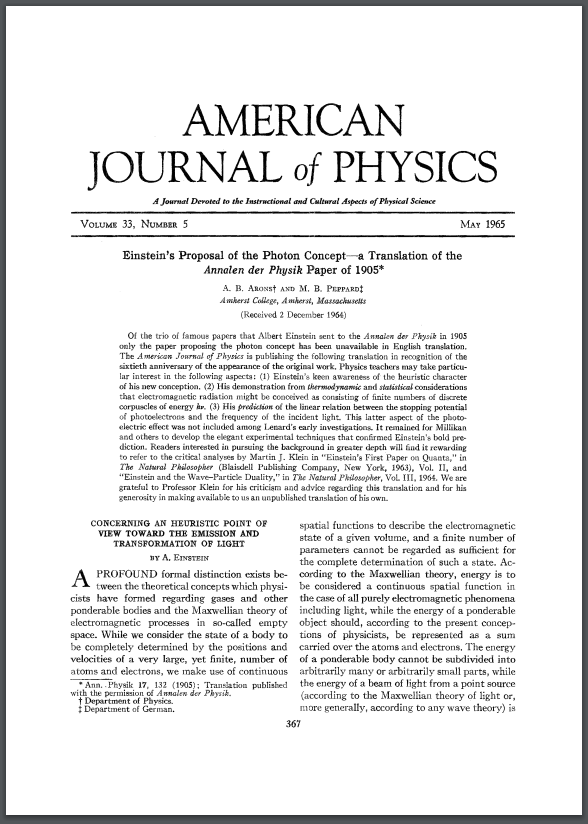 AMERICAN
JOURNAL of PHYSICS
A Journal Devoted to the Instructional and Cultural Aspects of Physical Science
VOLUME 33, NUMBER 5
MAY 1965
Einstein's Proposal of the Photon Concept—a Translation of the
Annalen der Physik Paper of 1905*
A. B. ARONS† AND M. B. PEPPARD‡
Amherst College, Amherst, Massachusetts
(Received 2 December 1964)
Of the trio of famous papers that Albert Einstein sent to the Annalen der Physik in 1905
only the paper proposing the photon concept has been unavailable in English translation.
The American Journal of Physics is publishing the following translation in recognition of the
sixtieth anniversary of the appearance of the original work. Physics teachers may take particu-
lar interest in the following aspects: (1) Einstein's keen awareness of the heuristic character
of his new conception. (2) His demonstration from thermodynamic and statistical considerations
that electromagnetic radiation might be conceived as consisting of finite numbers of discrete
corpuscles of energy hν. (3) His prediction of the linear relation between the stopping potential
of photoelectrons and the frequency of the incident light. This latter aspect of the photo-
electric effect was not included among Lenard's early investigations. It remained for Millikan
and others to develop the elegant experimental techniques that confirmed Einstein's bold pre-
diction. Readers interested in pursuing the background in greater depth will find it rewarding
to refer to the critical analyses by Martin J. Klein in "Einstein's First Paper on Quanta," in
The Natural Philosopher (Blaisdell Publishing Company, New York, 1963), Vol. II, and
"Einstein and the Wave–Particle Duality," in The Natural Philosopher, Vol. III, 1964. We are
grateful to Professor Klein for his criticism and advice regarding this translation and for his
generosity in making available to us an unpublished translation of his own.
CONCERNING AN HEURISTIC POINT OF
VIEW TOWARD THE EMISSION AND
TRANSFORMATION OF LIGHT
BY A. EINSTEIN
A PROFOUND formal distinction exists be-
tween the theoretical concepts which physi-
cists have formed regarding gases and other
ponderable bodies and the Maxwellian theory of
electromagnetic processes in so-called empty
space. While we consider the state of a body to
be completely determined by the positions and
velocities of a very large, yet finite, number of
atoms and electrons, we make use of continuous
* Ann. Physik 17, 132 (1905); Translation published
with the permission of Annalen der Physik.
† Department of Physics.
‡ Department of German.
spatial functions to describe the electromagnetic
state of a given volume, and a finite number of
parameters cannot be regarded as sufficient for
the complete determination of such a state. Ac-
cording to the Maxwellian theory, energy is to
be considered a continuous spatial function in
the case of all purely electromagnetic phenomena
including light, while the energy of a ponderable
object should, according to the present concep-
tions of physicists, be represented as a sum
carried over the atoms and electrons. The energy
of a ponderable body cannot be subdivided into
arbitrarily many or arbitrarily small parts, while
the energy of a beam of light from a point source
(according to the Maxwellian theory of light or,
more generally, according to any wave theory) is
367